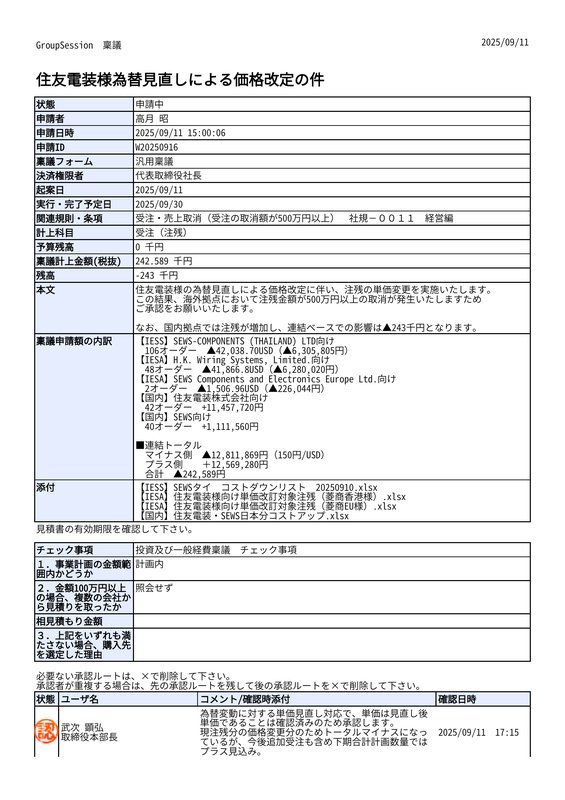 GroupSession　稟議
2025/09/11
住友電装様為替見直しによる価格改定の件
状態　申請中
申請者　高月 昭
申請日時　2025/09/11 15:00:06
申請ID　W20250916
稟議フォーム　汎用稟議
決済権限者　代表取締役社長
起案日　2025/09/11
実行・完了予定日　2025/09/30
関連規則・条項　受注・売上取消（受注の取消額が500万円以上）　社規－００１１　経営編
計上科目　受注（注残）
予算残高　0 千円
稟議計上金額(税抜)　242.589 千円
残高　-243 千円
本文　住友電装様の為替見直しによる価格改定に伴い、注残の単価変更を実施いたします。
この結果、海外拠点において注残金額が500万円以上の取消が発生いたしますため
ご承認をお願いいたします。
なお、国内拠点では注残が増加し、連結ベースでの影響は▲243千円となります。
稟議申請額の内訳　【IESS】SEWS-COMPONENTS (THAILAND) LTD向け
106オーダー　▲42,038.70USD（▲6,305,805円）
【IESA】H.K. Wiring Systems, Limited.向け
48オーダー　▲41,866.8USD（▲6,280,020円）
【IESA】SEWS Components and Electronics Europe Ltd.向け
2オーダー　▲1,506.96USD（▲226,044円）
【国内】住友電装株式会社向け
42オーダー　+11,457,720円
【国内】SEWS向け
40オーダー　+1,111,560円
■連結トータル
マイナス側　▲12,811,869円（150円/USD）
プラス側　　＋12,569,280円
合計　▲242,589円
添付　【IESS】SEWSタイ　コストダウンリスト　20250910.xlsx
【IESA】住友電装様向け単価改訂対象注残（菱商香港様）.xlsx
【IESA】住友電装様向け単価改訂対象注残（菱商EU様）.xlsx
【国内】住友電装・SEWS日本分コストアップ.xlsx
見積書の有効期限を確認して下さい。
チェック事項　投資及び一般経費稟議　チェック事項
１．事業計画の金額範　計画内
囲内かどうか
２．金額100万円以上　照会せず
の場合、複数の会社か
ら見積りを取ったか
相見積もり金額
３．上記をいずれも満
たさない場合、購入先
を選定した理由
必要ない承認ルートは、×で削除して下さい。
承認者が重複する場合は、先の承認ルートを残して後の承認ルートを×で削除して下さい。
状態　ユーザ名　コメント/確認時添付　確認日時
為替変動に対する単価見直し対応で、単価は見直し後
武次 顕弘　単価であることは確認済みのため承認します。
取締役本部長　現注残分の価格変更分のためトータルマイナスになっ　2025/09/11　17:15
ているが、今後追加受注も含め下期合計計画数量では
プラス見込み。